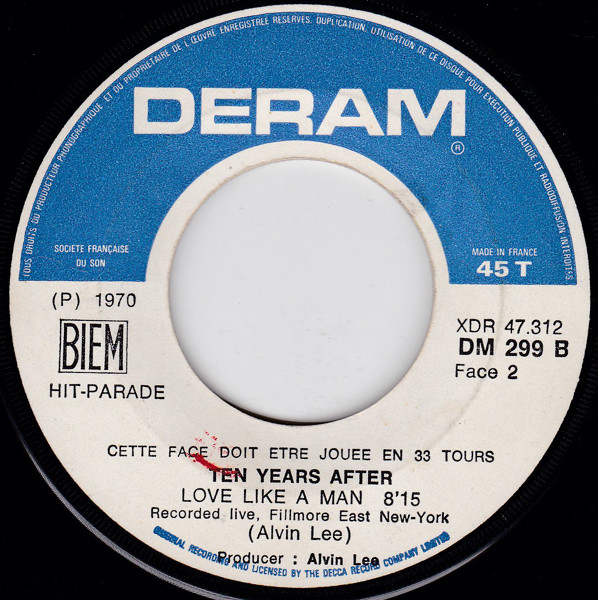 TOUS DROITS DU PRODUCTEUR PHONOGRAPHIQUE ET DU PROPRIETAIRE DE L'ŒUVRE ENREGISTREE RESERVES. DUPLICATION, UTILISATION DE CE DISQUE POUR EXECUTION PUBLIQUE ET RADIODIFFUSION INTERDITES
DERAM
®
SOCIETE FRANÇAISE
DU SON
MADE IN FRANCE
45 T
(P) 1970
BIEM
HIT-PARADE
XDR 47.312
DM 299 B
Face 2
CETTE FACE DOIT ETRE JOUEE EN 33 TOURS
TEN YEARS AFTER
LOVE LIKE A MAN 8'15
Recorded live, Fillmore East New-York
(Alvin Lee)
Producer : Alvin Lee
ORIGINAL RECORDING AND LICENSED BY THE DECCA RECORD COMPANY LIMITED